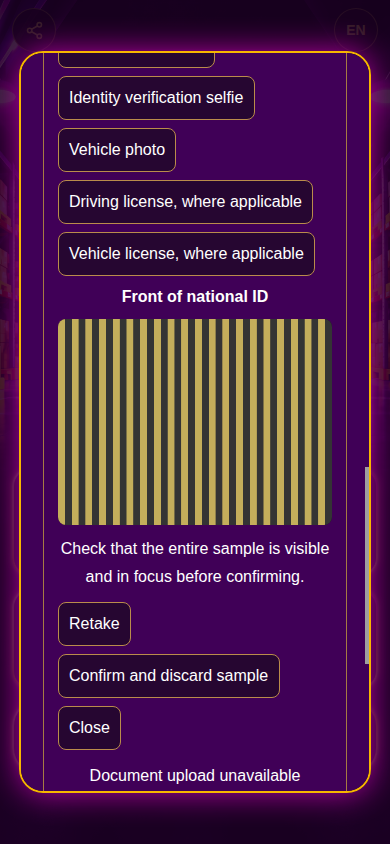 EN
Identity verification selfie
Vehicle photo
Driving license, where applicable
Vehicle license, where applicable
Front of national ID
Check that the entire sample is visible
and in focus before confirming.
Retake
Confirm and discard sample
Close
Document upload unavailable